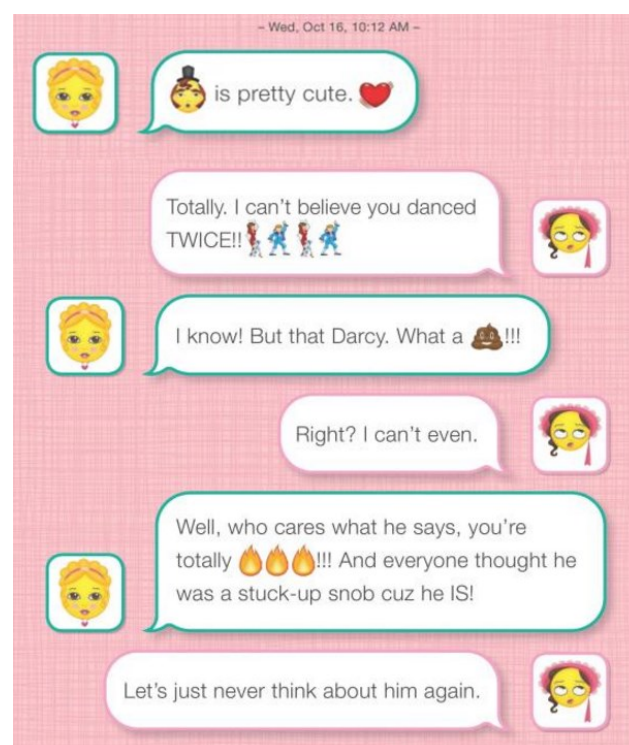 – Wed, Oct 16, 10:12 AM –
is pretty cute.
Totally. I can’t believe you danced
TWICE!!
I know! But that Darcy. What a 💩!!!
Right? I can’t even.
Well, who cares what he says, you’re
totally 🔥🔥🔥!!! And everyone thought he
was a stuck-up snob cuz he IS!
Let’s just never think about him again.